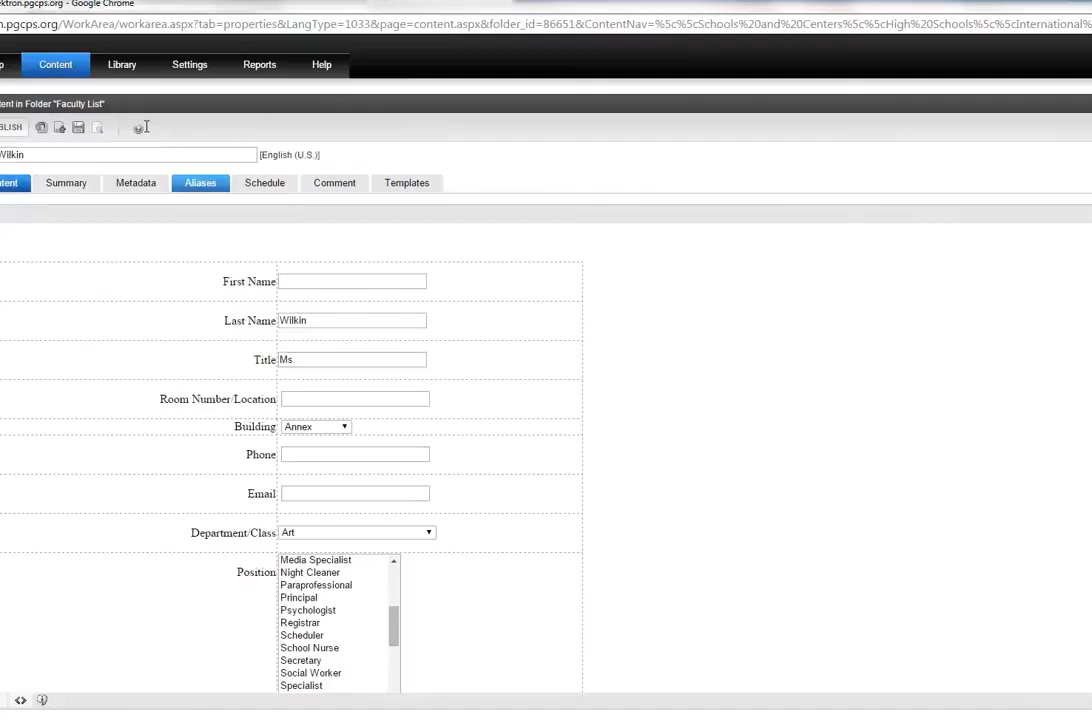 ektron.pgcps.org - Google Chrome
n.pgcps.org/WorkArea/workarea.aspx?tab=properties&LangType=1033&page=content.aspx&folder_id=86651&ContentNav=%5c%5cSchools%20and%20Centers%5c%5cHigh%20Schools%5c%5cInternational%
p Content Library Settings Reports Help
ent in Folder "Faculty List"
BLISH
Wilkin [English (U.S.)]
ntent Summary Metadata Aliases Schedule Comment Templates
First Name
Last Name Wilkin
Title Ms.
Room Number/Location
Building Annex
Phone
Email
Department/Class Art
Media Specialist
Position Night Cleaner
Paraprofessional
Principal
Psychologist
Registrar
Scheduler
School Nurse
Secretary
Social Worker
Specialist